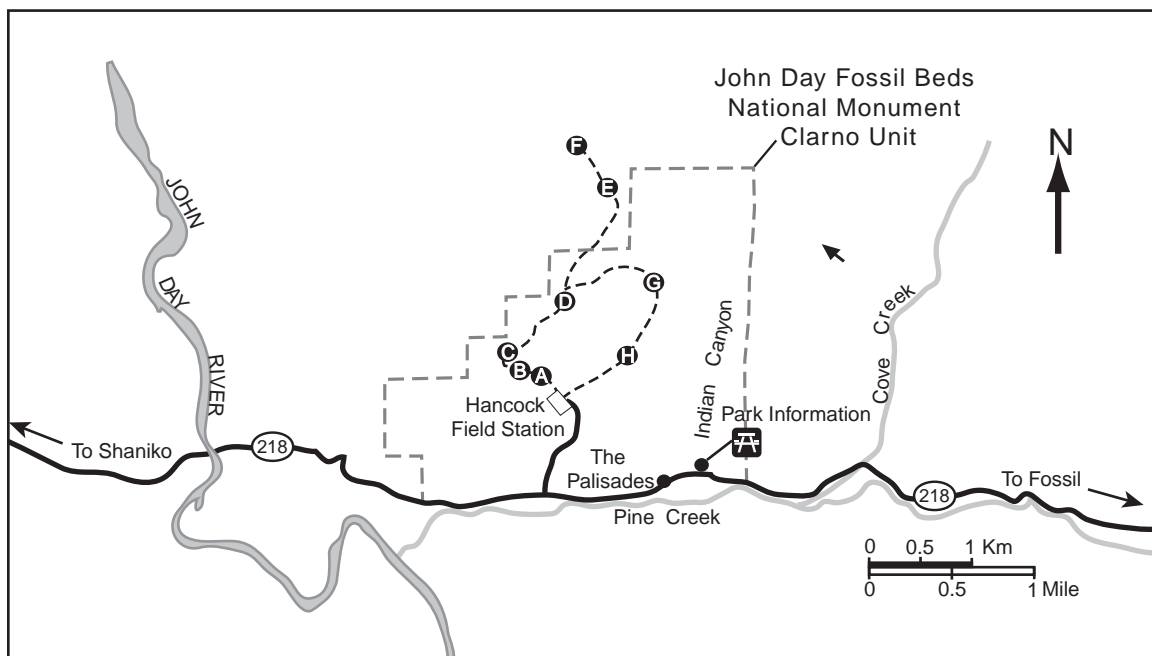 John Day Fossil Beds
National Monument
Clarno Unit
N
F
E
JOHN
DAY
RIVER
G
D
C
B
A
H
Indian Canyon
Cove Creek
Hancock
Field Station
Park Information
To Shaniko
218
The
Palisades
Pine Creek
To Fossil
218
0 0.5 1 Km
0 0.5 1 Mile